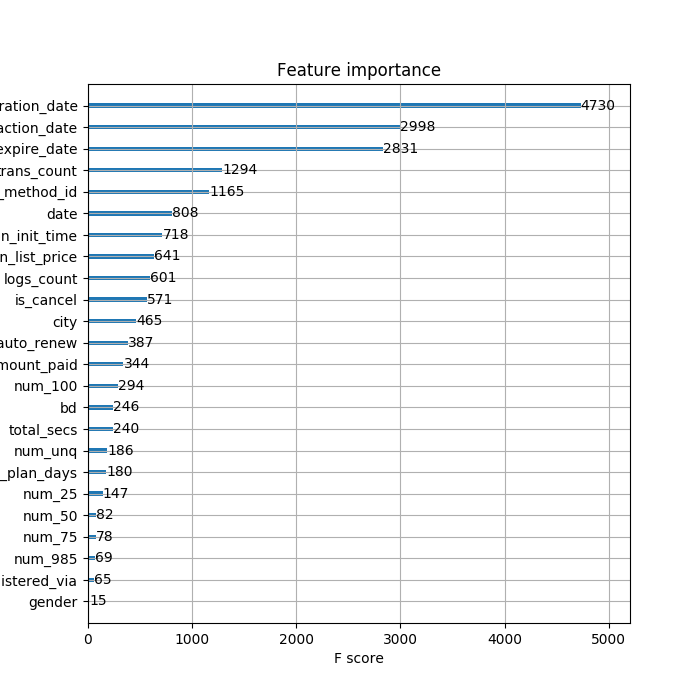 Feature importance
ration_date 4730
action_date 2998
expire_date 2831
trans_count 1294
_method_id 1165
date 808
n_init_time 718
n_list_price 641
logs_count 601
is_cancel 571
city 465
auto_renew 387
mount_paid 344
num_100 294
bd 246
total_secs 240
num_unq 186
_plan_days 180
num_25 147
num_50 82
num_75 78
num_985 69
istered_via 65
gender 15
0 1000 2000 3000 4000 5000
F score